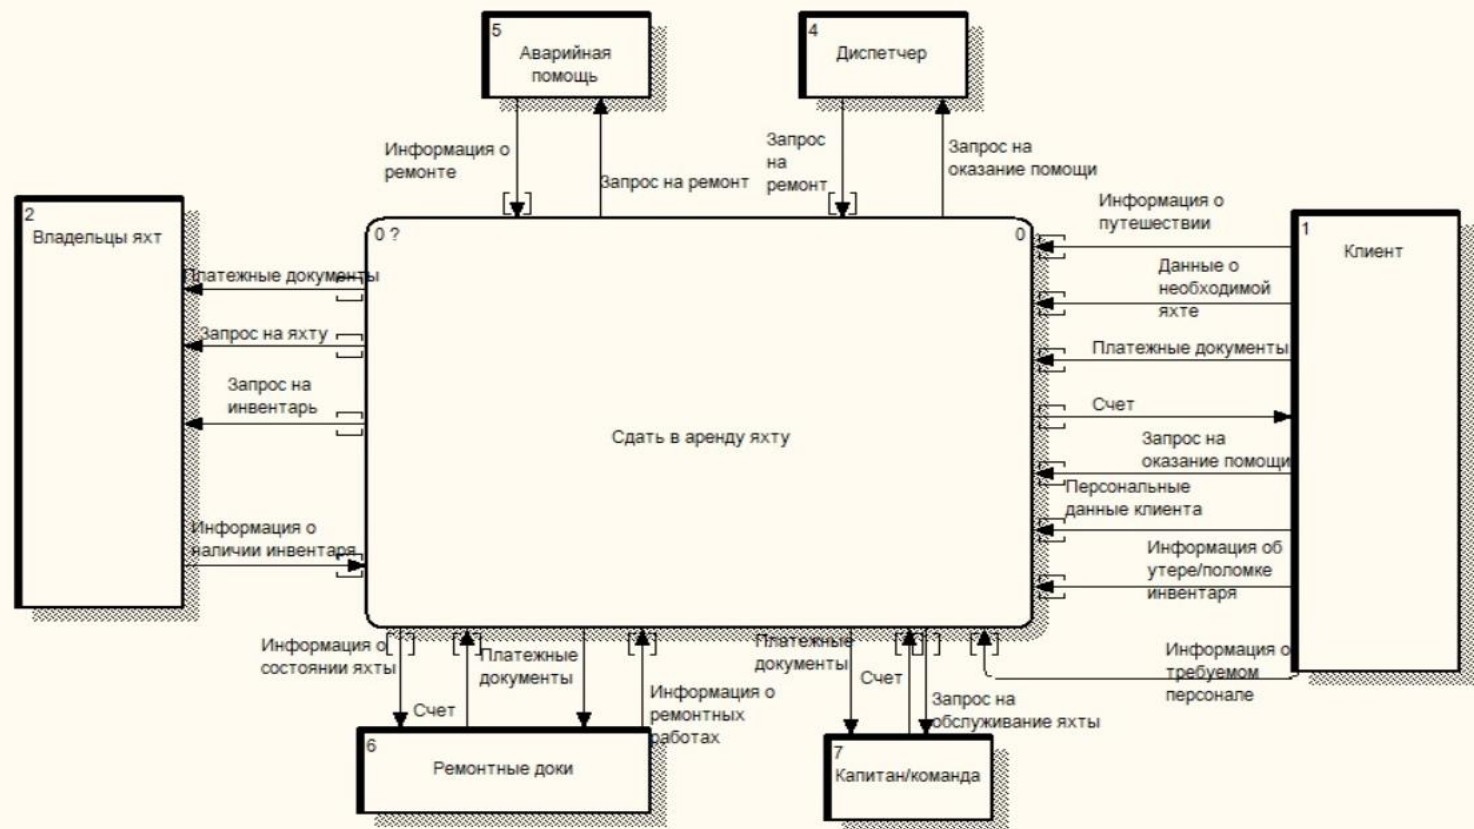 5
Аварийная
помощь
4
Диспетчер
Информация о
ремонте
Запрос на ремонт
Запрос
на
ремонт
Запрос на
оказание помощи
2
Владельцы яхт
Платежные документы
Запрос на яхту
Запрос на
инвентарь
Информация о
наличии инвентаря
0 ?
0
Сдать в аренду яхту
Информация о
путешествии
Данные о
необходимой
яхте
Платежные документы
Счет
Запрос на
оказание помощи
Персональные
данные клиента
Информация об
утере/поломке
инвентаря
Информация о
требуемом
персонале
1
Клиент
Информация о
состоянии яхты
Счет
Платежные
документы
Информация о
ремонтных
работах
Платежные
документы
Счет
Запрос на
обслуживание яхты
6
Ремонтные доки
7
Капитан/команда